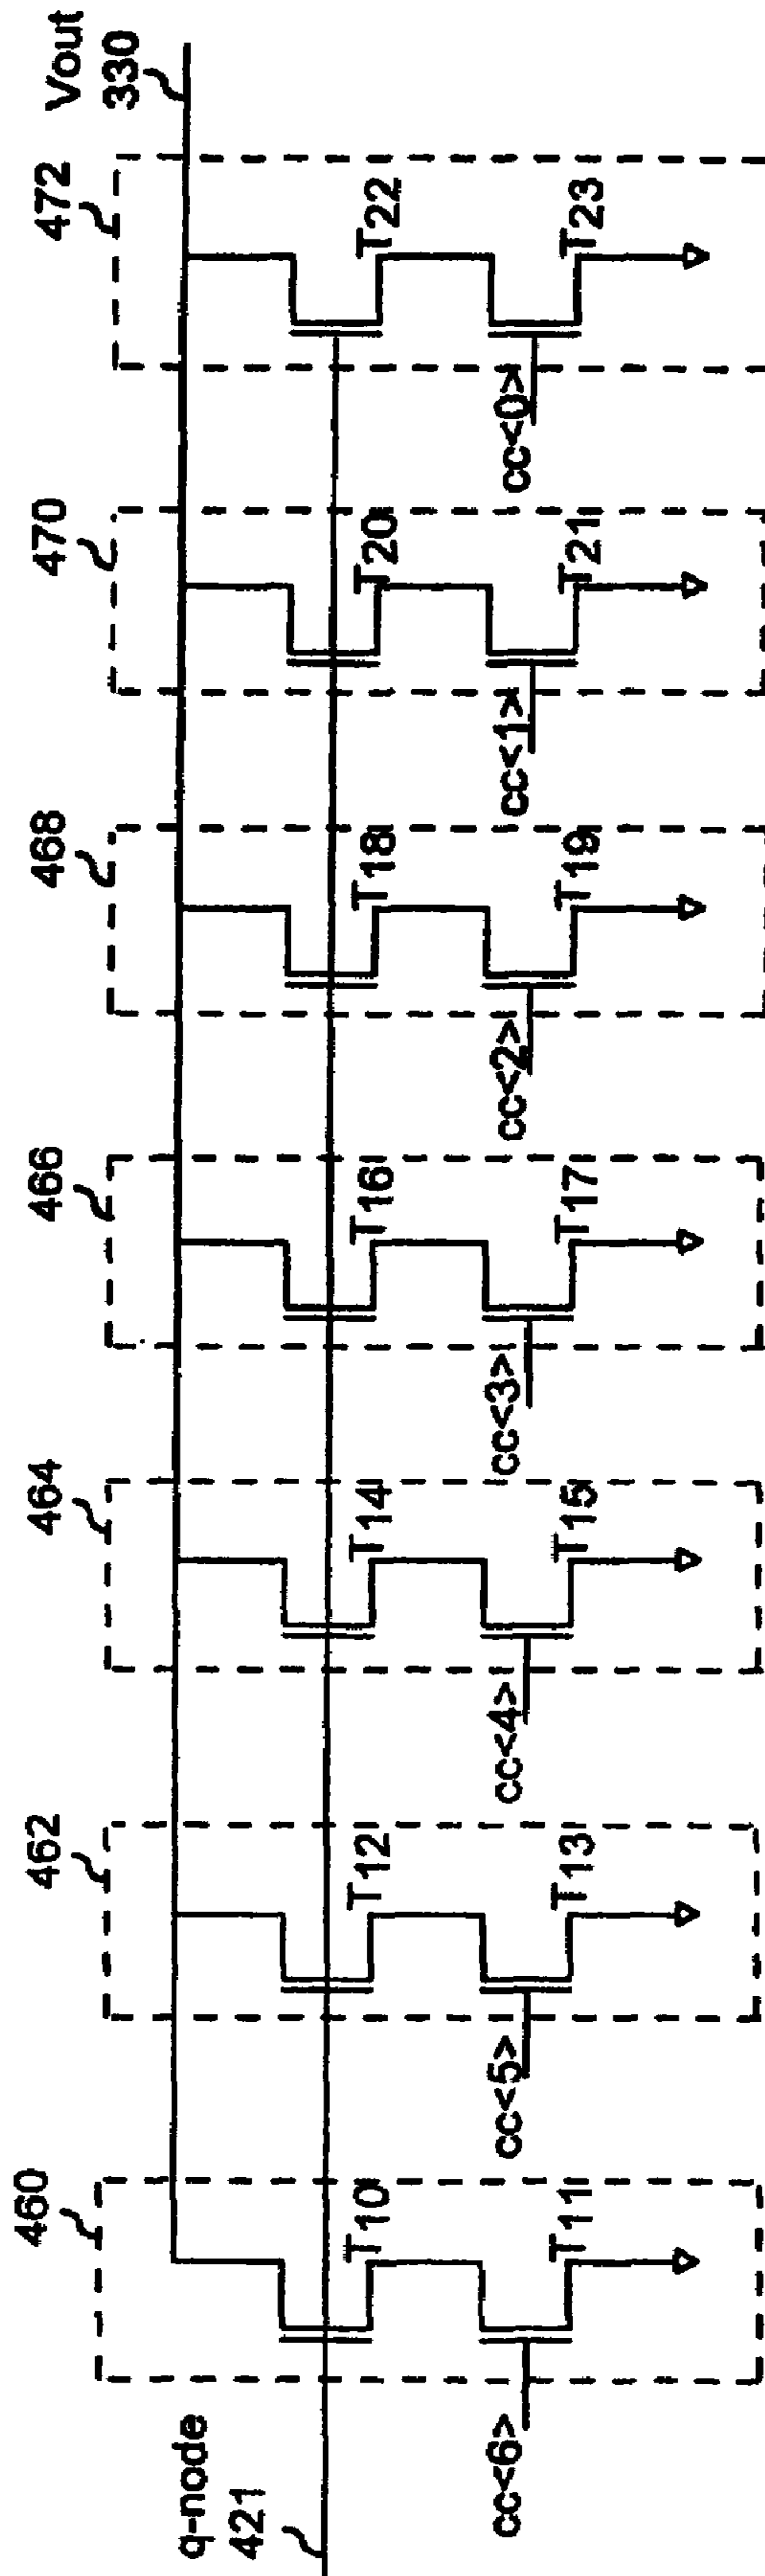 Vout
330
472
470
468
466
464
462
460
q-node
421
T22
T20
T18
T16
T14
T12
T10
T23
T21
T19
T17
T15
T13
T11
cc<0>
cc<1>
cc<2>
cc<3>
cc<4>
cc<5>
cc<6>